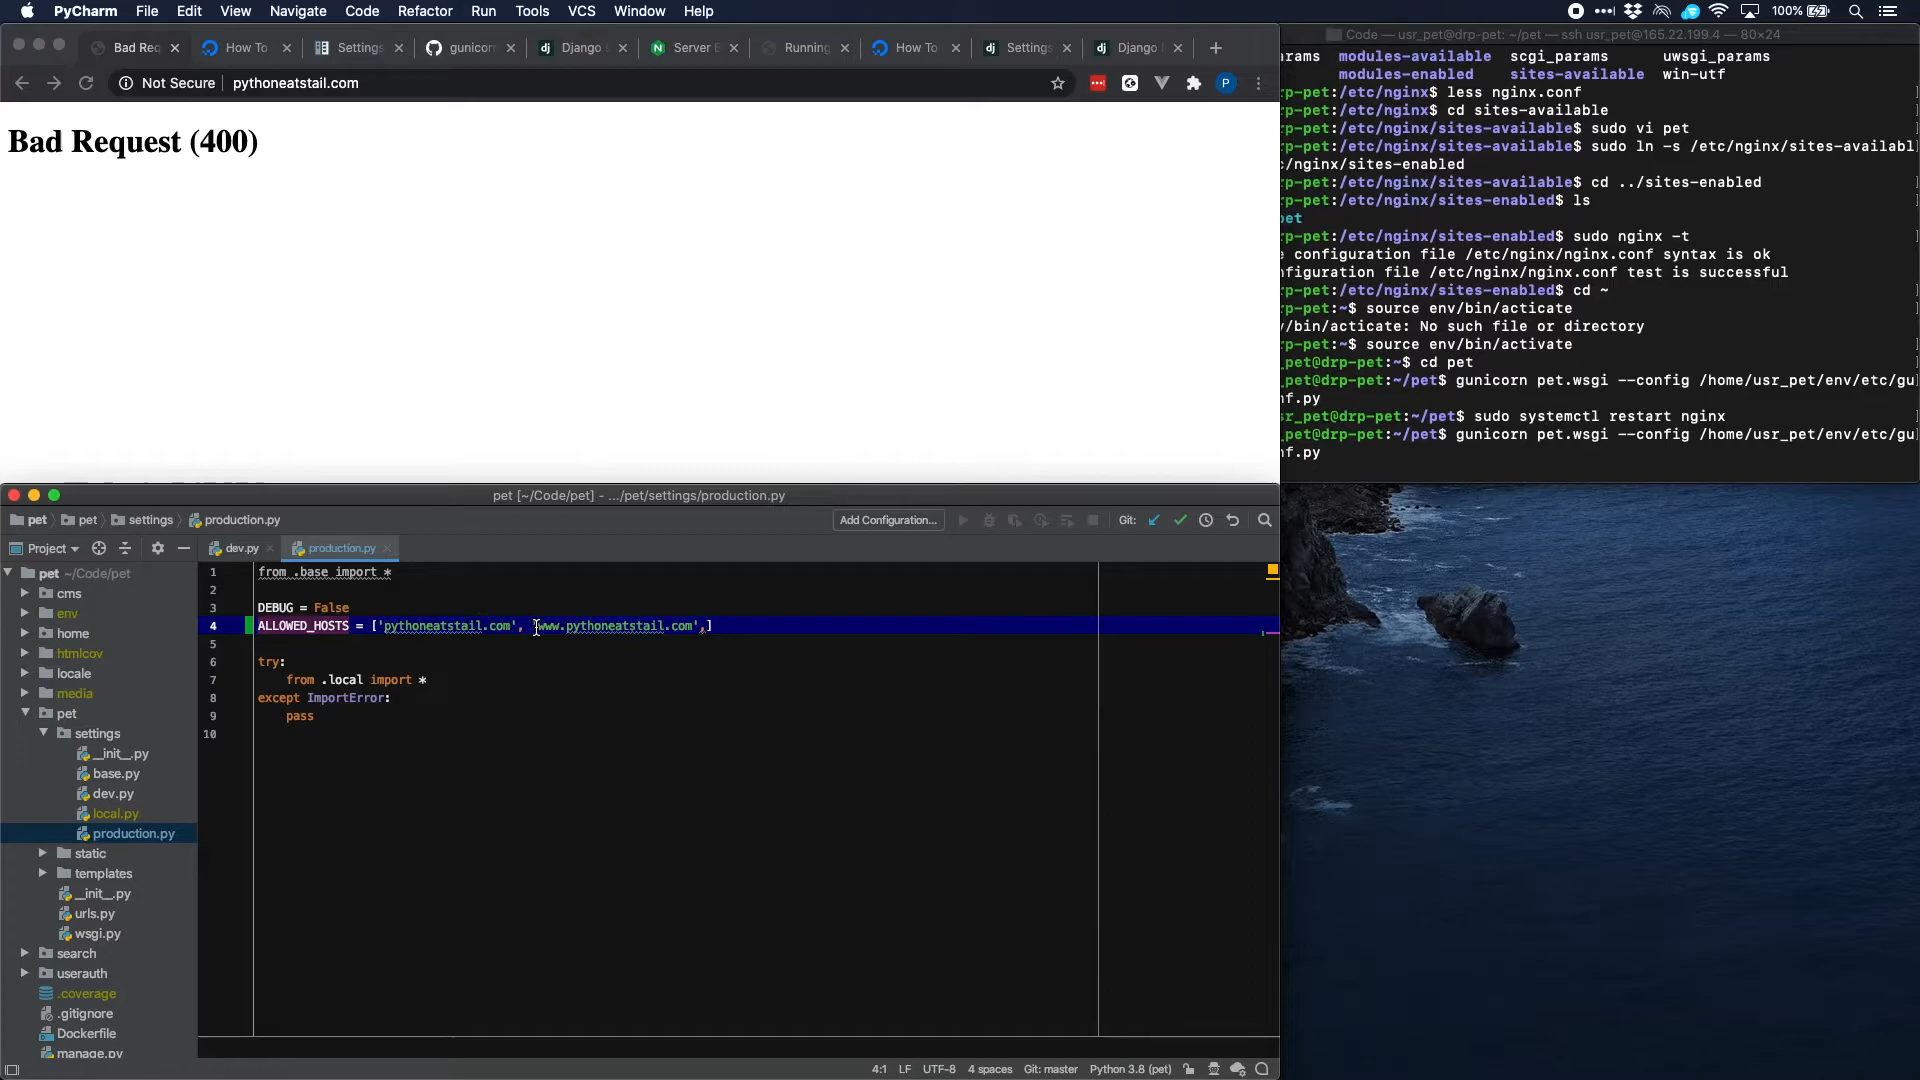 PyCharm File Edit View Navigate Code Refactor Run Tools VCS Window Help
100%
Bad Req
How To
Settings
gunicorn
Django s
Server
Running
How To
Settings
Django
Not Secure pythoneatstail.com
P
Bad Request (400)
Code — usr_pet@drp-pet: ~/pet — ssh usr_pet@165.22.199.4 — 80×24
arams modules-available scgi_params uwsgi_params
modules-enabled sites-available win-utf
rp-pet:/etc/nginx$ less nginx.conf
rp-pet:/etc/nginx$ cd sites-available
rp-pet:/etc/nginx/sites-available$ sudo vi pet
rp-pet:/etc/nginx/sites-available$ sudo ln -s /etc/nginx/sites-availabl
c/nginx/sites-enabled
rp-pet:/etc/nginx/sites-available$ cd ../sites-enabled
rp-pet:/etc/nginx/sites-enabled$ ls
pet
rp-pet:/etc/nginx/sites-enabled$ sudo nginx -t
e configuration file /etc/nginx/nginx.conf syntax is ok
nfiguration file /etc/nginx/nginx.conf test is successful
rp-pet:/etc/nginx/sites-enabled$ cd ~
rp-pet:~$ source env/bin/acticate
v/bin/acticate: No such file or directory
rp-pet:~$ source env/bin/activate
_pet@drp-pet:~$ cd pet
_pet@drp-pet:~/pet$ gunicorn pet.wsgi --config /home/usr_pet/env/etc/gu
nf.py
sr_pet@drp-pet:~/pet$ sudo systemctl restart nginx
_pet@drp-pet:~/pet$ gunicorn pet.wsgi --config /home/usr_pet/env/etc/gu
nf.py
pet [~/Code/pet] - .../pet/settings/production.py
pet pet settings production.py
Add Configuration...
Git:
Project
dev.py
production.py
pet ~/Code/pet
cms
env
home
htmlcov
locale
media
pet
settings
__init__.py
base.py
dev.py
local.py
production.py
static
templates
__init__.py
urls.py
wsgi.py
search
userauth
.coverage
.gitignore
Dockerfile
manage.py
1 from .base import *
2
3 DEBUG = False
4 ALLOWED_HOSTS = ['pythoneatstail.com', 'www.pythoneatstail.com',]
5
6 try:
7 from .local import *
8 except ImportError:
9 pass
10
4:1 LF UTF-8 4 spaces Git: master Python 3.8 (pet)